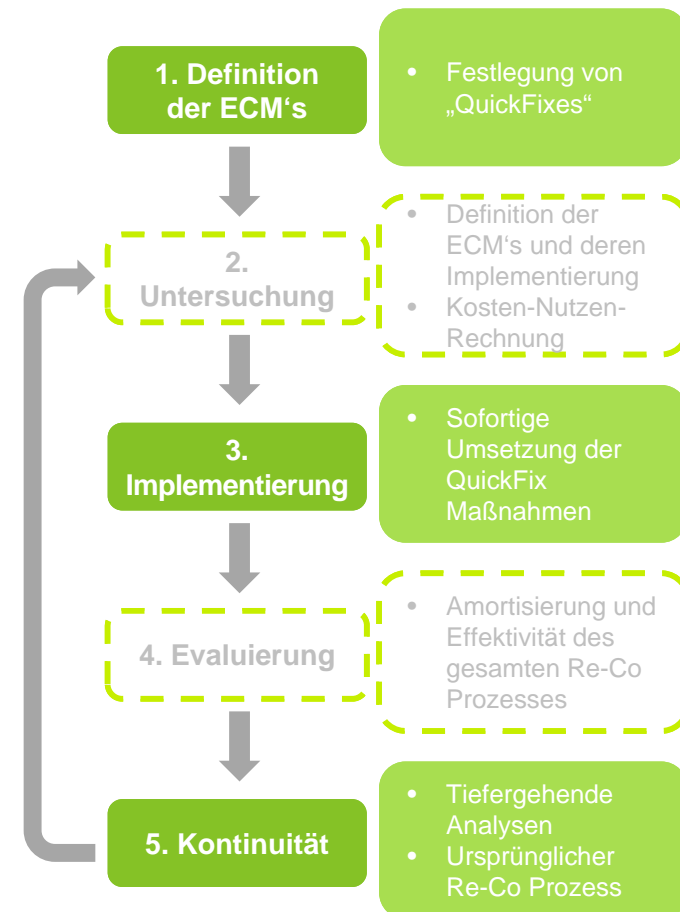 1. Definition
der ECM‘s
• Festlegung von
„QuickFixes“
2.
Untersuchung
• Definition der
ECM‘s und deren
Implementierung
• Kosten-Nutzen-
Rechnung
3.
Implementierung
• Sofortige
Umsetzung der
QuickFix
Maßnahmen
4. Evaluierung
• Amortisierung und
Effektivität des
gesamten Re-Co
Prozesses
5. Kontinuität
• Tiefergehende
Analysen
• Ursprünglicher
Re-Co Prozess